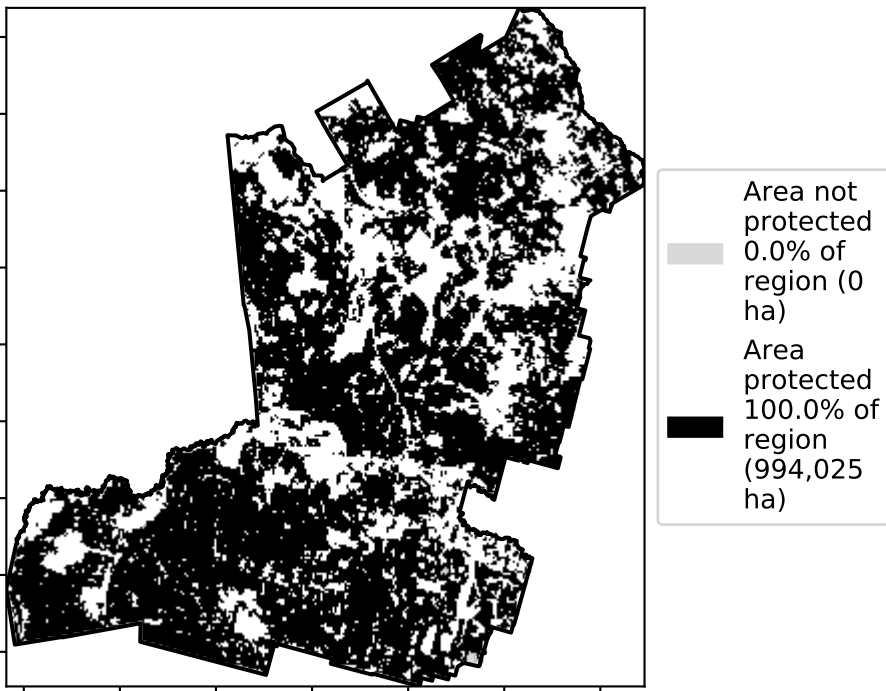 Area not
protected
0.0% of
region (0
ha)
Area
protected
100.0% of
region
(994,025
ha)